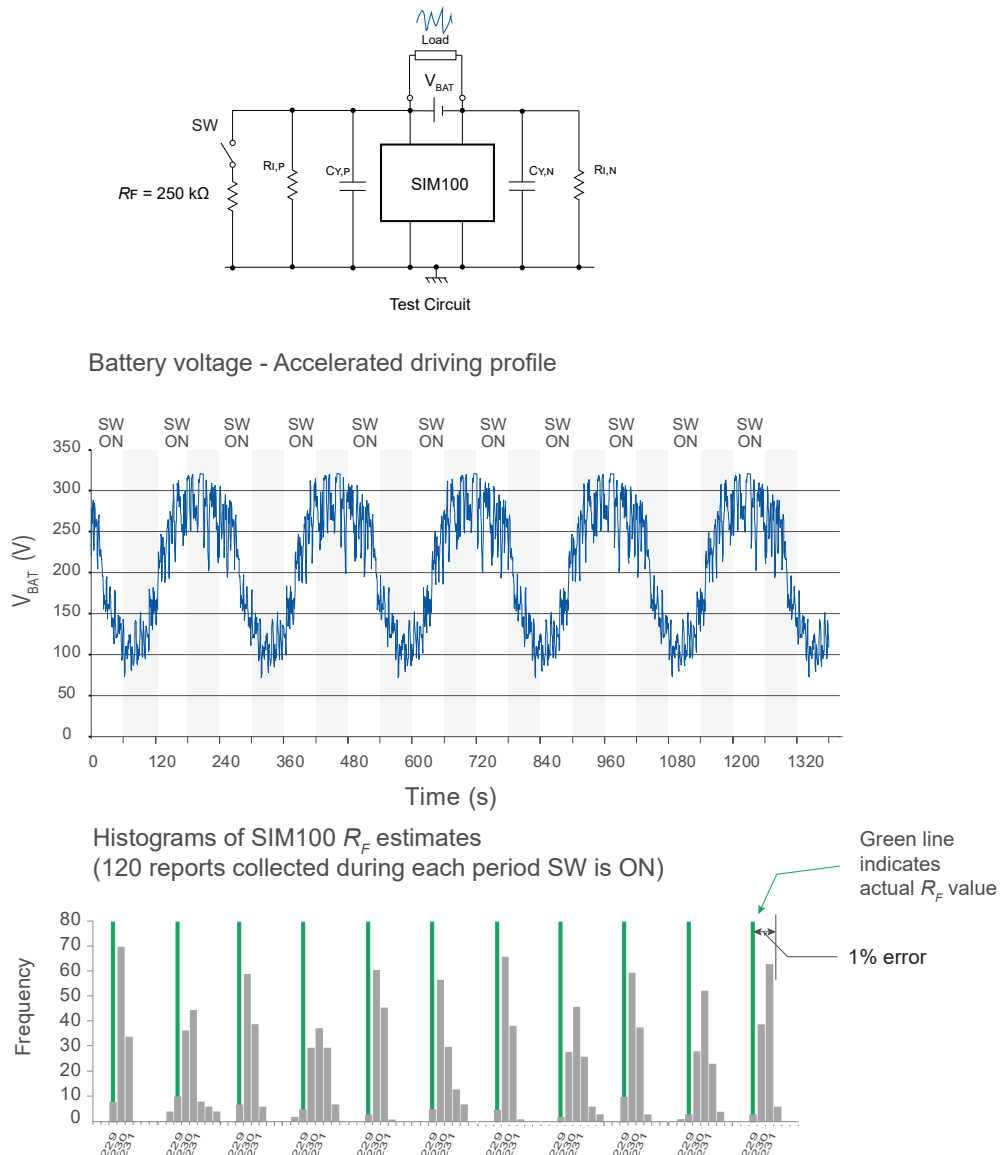 Load
V_BAT
SW
RI,P
CY,P
SIM100
CY,N
RI,N
RF = 250 kΩ
Test Circuit
Battery voltage - Accelerated driving profile
SW SW SW SW SW SW SW SW SW SW SW
ON ON ON ON ON ON ON ON ON ON ON
350
300
250
200
150
100
50
0
V_BAT (V)
0 120 240 360 480 600 720 840 960 1080 1200 1320
Time (s)
Histograms of SIM100 R_F estimates
(120 reports collected during each period SW is ON)
Green line
indicates
actual R_F value
1% error
80
70
60
50
40
30
20
10
0
Frequency